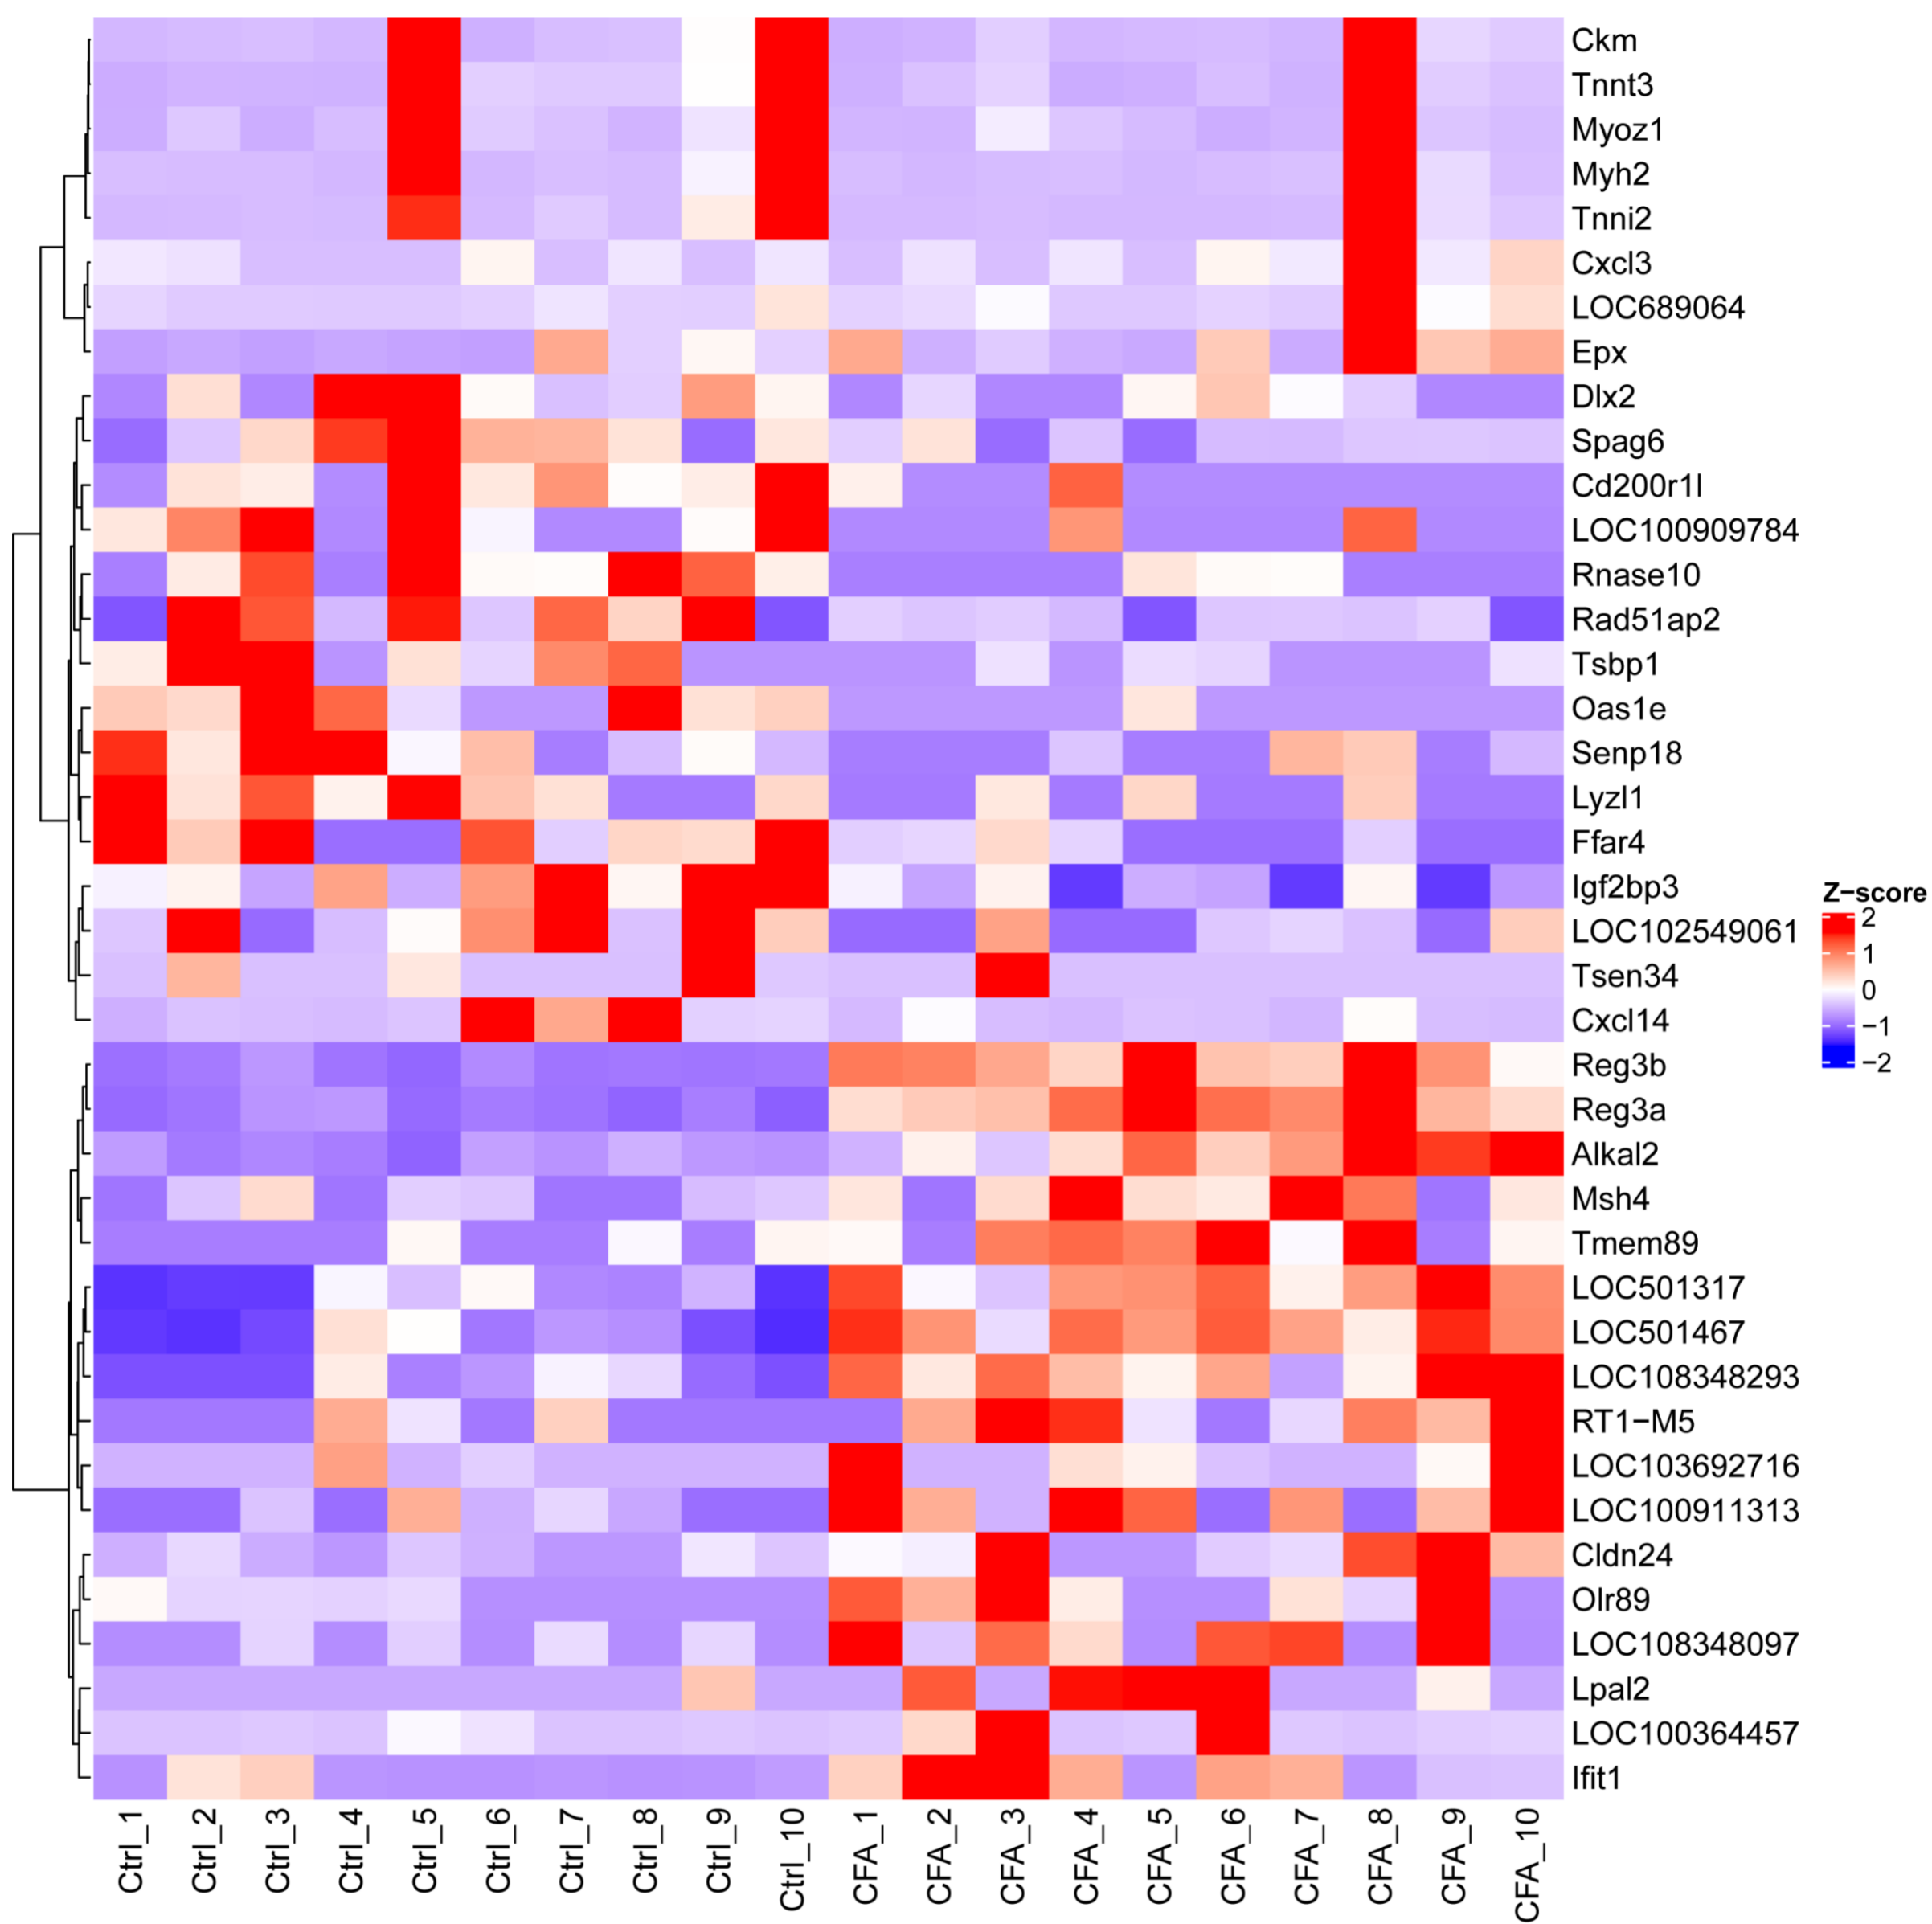 Ckm
Tnnt3
Myoz1
Myh2
Tnni2
Cxcl3
LOC689064
Epx
Dlx2
Spag6
Cd200r1l
LOC100909784
Rnase10
Rad51ap2
Tsbp1
Oas1e
Senp18
Lyzl1
Ffar4
Igf2bp3
LOC102549061
Tsen34
Cxcl14
Reg3b
Reg3a
Alkal2
Msh4
Tmem89
LOC501317
LOC501467
LOC108348293
RT1−M5
LOC103692716
LOC100911313
Cldn24
Olr89
LOC108348097
Lpal2
LOC100364457
Ifit1
Z−score
2
1
0
−1
−2
Ctrl_1
Ctrl_2
Ctrl_3
Ctrl_4
Ctrl_5
Ctrl_6
Ctrl_7
Ctrl_8
Ctrl_9
Ctrl_10
CFA_1
CFA_2
CFA_3
CFA_4
CFA_5
CFA_6
CFA_7
CFA_8
CFA_9
CFA_10